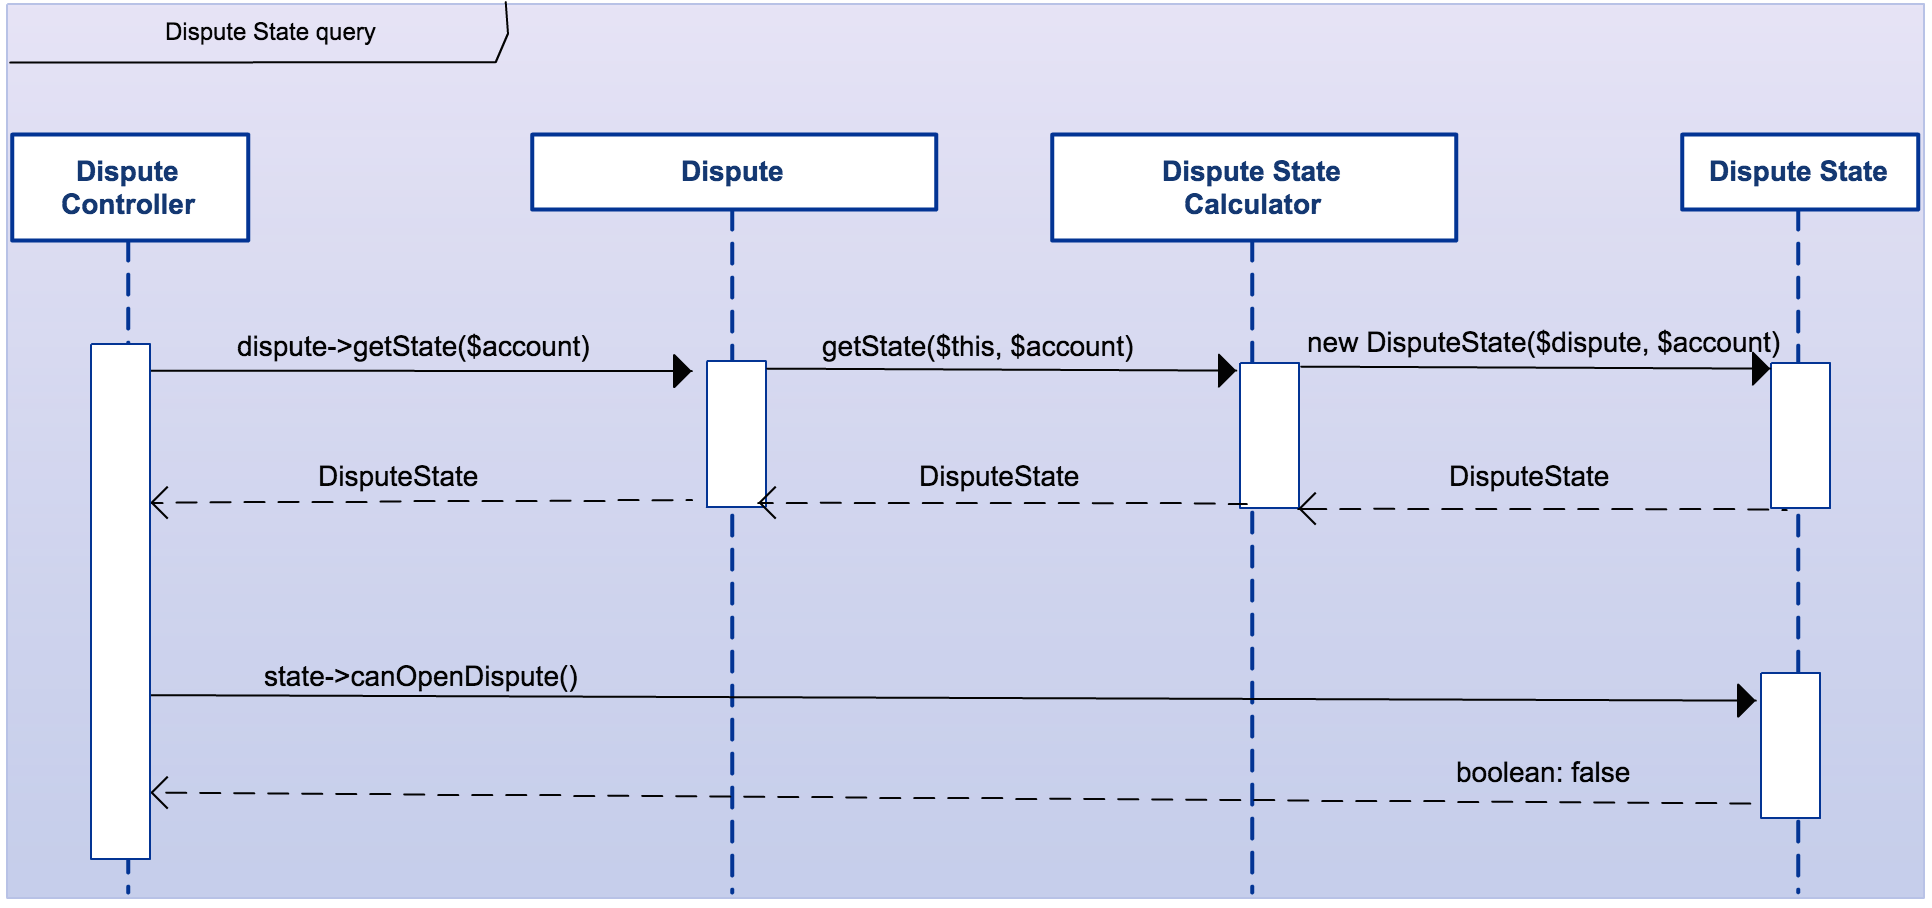 Dispute State query
Dispute
Controller
Dispute
Dispute State
Calculator
Dispute State
dispute->getState($account)
getState($this, $account)
new DisputeState($dispute, $account)
DisputeState
DisputeState
DisputeState
state->canOpenDispute()
boolean: false